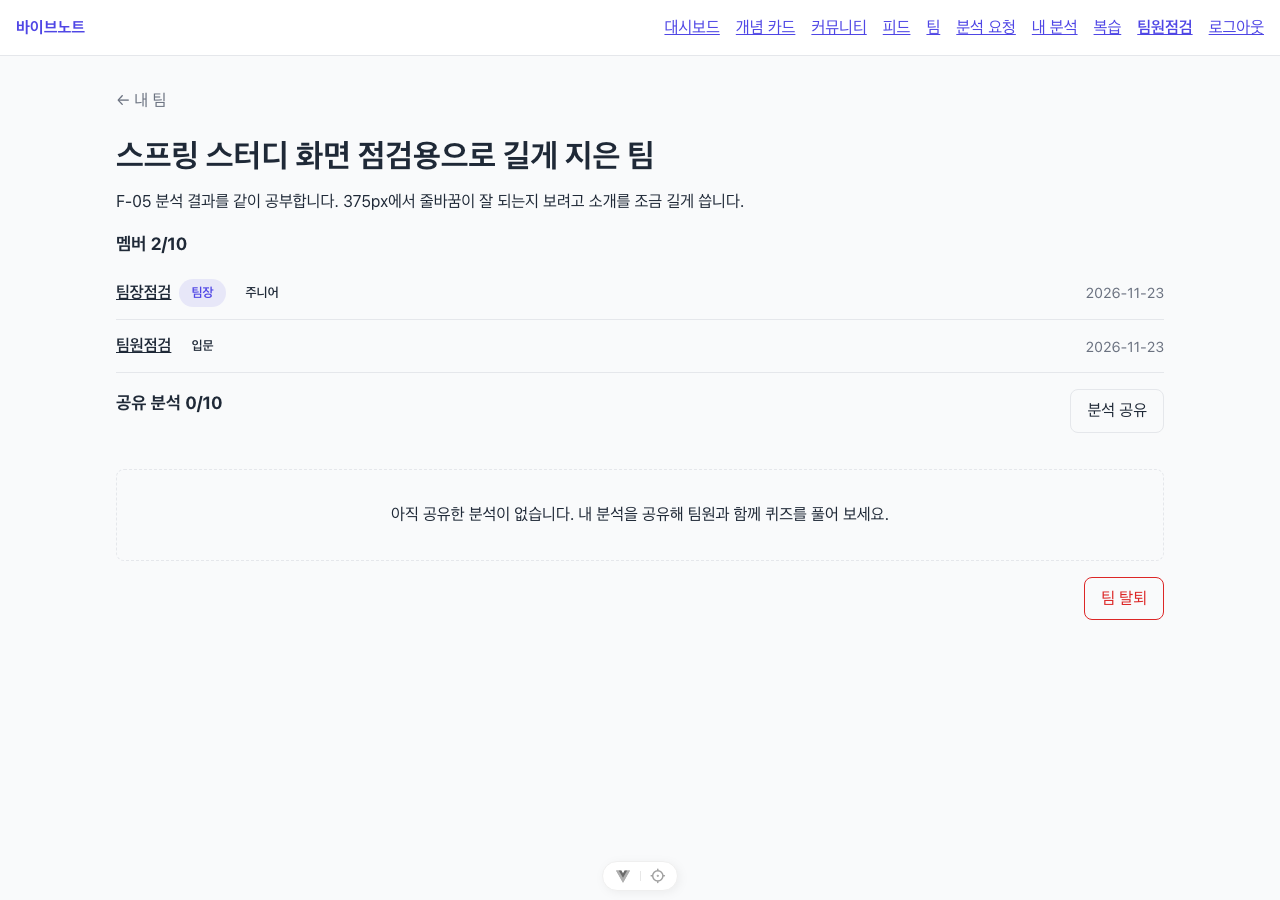 바이브노트 대시보드 개념 카드 커뮤니티 피드 팀 분석 요청 내 분석 복습 팀원점검 로그아웃
← 내 팀
스프링 스터디 화면 점검용으로 길게 지은 팀
F-05 분석 결과를 같이 공부합니다. 375px에서 줄바꿈이 잘 되는지 보려고 소개를 조금 길게 씁니다.
멤버 2/10
팀장점검 팀장 주니어 2026-11-23
팀원점검 입문 2026-11-23
공유 분석 0/10 분석 공유
아직 공유한 분석이 없습니다. 내 분석을 공유해 팀원과 함께 퀴즈를 풀어 보세요.
팀 탈퇴